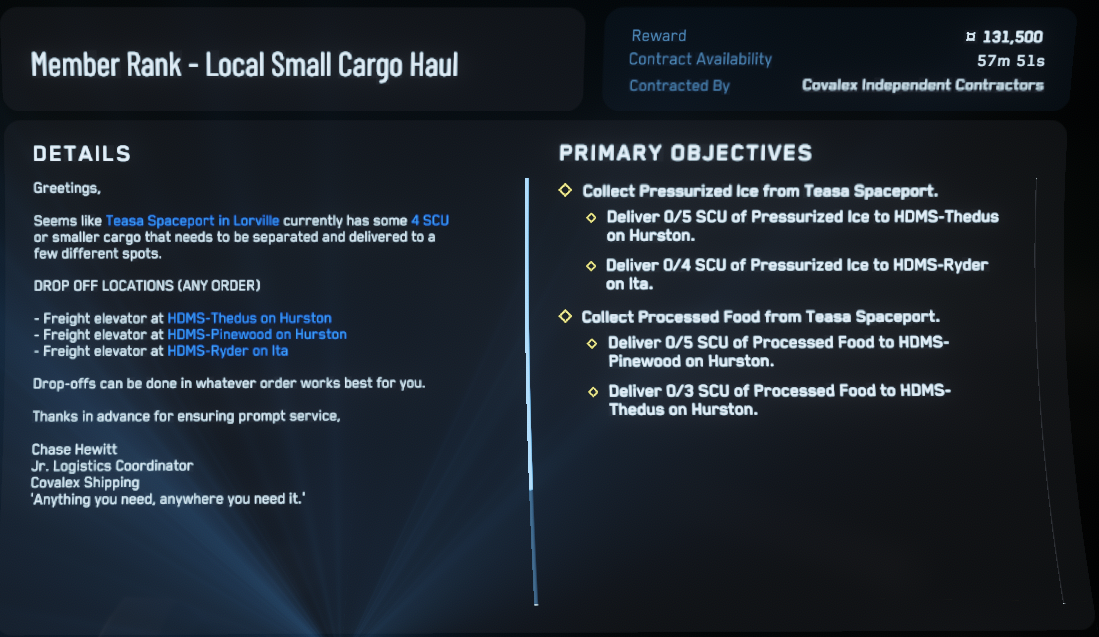 Member Rank - Local Small Cargo Haul
Reward ¤ 131,500
Contract Availability 57m 51s
Contracted By Covalex Independent Contractors
DETAILS
Greetings,
Seems like Teasa Spaceport in Lorville currently has some 4 SCU
or smaller cargo that needs to be separated and delivered to a
few different spots.
DROP OFF LOCATIONS (ANY ORDER)
- Freight elevator at HDMS-Thedus on Hurston
- Freight elevator at HDMS-Pinewood on Hurston
- Freight elevator at HDMS-Ryder on Ita
Drop-offs can be done in whatever order works best for you.
Thanks in advance for ensuring prompt service,
Chase Hewitt
Jr. Logistics Coordinator
Covalex Shipping
'Anything you need, anywhere you need it.'
PRIMARY OBJECTIVES
Collect Pressurized Ice from Teasa Spaceport.
Deliver 0/5 SCU of Pressurized Ice to HDMS-Thedus
on Hurston.
Deliver 0/4 SCU of Pressurized Ice to HDMS-Ryder
on Ita.
Collect Processed Food from Teasa Spaceport.
Deliver 0/5 SCU of Processed Food to HDMS-
Pinewood on Hurston.
Deliver 0/3 SCU of Processed Food to HDMS-
Thedus on Hurston.